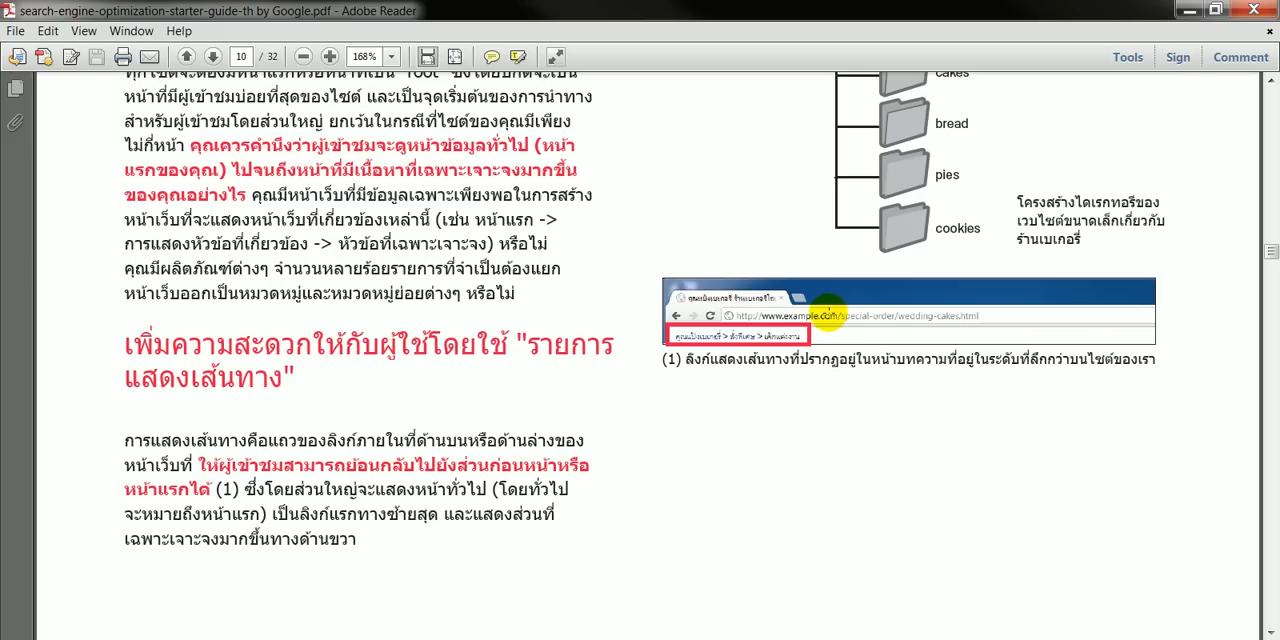 search-engine-optimization-starter-guide-th by Google.pdf - Adobe Reader
File Edit View Window Help
10 / 32 168% Tools Sign Comment
หน้าที่มีผู้เข้าชมบ่อยที่สุดของไซต์ และเป็นจุดเริ่มต้นของการนำทาง
สำหรับผู้เข้าชมโดยส่วนใหญ่ ยกเว้นในกรณีที่ไซต์ของคุณมีเพียง
ไม่กี่หน้า คุณควรคำนึงว่าผู้เข้าชมจะดูหน้าข้อมูลทั่วไป (หน้า
แรกของคุณ) ไปจนถึงหน้าที่มีเนื้อหาที่เฉพาะเจาะจงมากขึ้น
ของคุณอย่างไร คุณมีหน้าเว็บที่มีข้อมูลเฉพาะเพียงพอในการสร้าง
หน้าเว็บที่จะแสดงหน้าเว็บที่เกี่ยวข้องเหล่านี้ (เช่น หน้าแรก ->
การแสดงหัวข้อที่เกี่ยวข้อง -> หัวข้อที่เฉพาะเจาะจง) หรือไม่
คุณมีผลิตภัณฑ์ต่างๆ จำนวนหลายร้อยรายการที่จำเป็นต้องแยก
หน้าเว็บออกเป็นหมวดหมู่และหมวดหมู่ย่อยต่างๆ หรือไม่
เพิ่มความสะดวกให้กับผู้ใช้โดยใช้ "รายการ
แสดงเส้นทาง"
การแสดงเส้นทางคือแถวของลิงก์ภายในที่ด้านบนหรือด้านล่างของ
หน้าเว็บที่ ให้ผู้เข้าชมสามารถย้อนกลับไปยังส่วนก่อนหน้าหรือ
หน้าแรกได้ (1) ซึ่งโดยส่วนใหญ่จะแสดงหน้าทั่วไป (โดยทั่วไป
จะหมายถึงหน้าแรก) เป็นลิงก์แรกทางซ้ายสุด และแสดงส่วนที่
เฉพาะเจาะจงมากขึ้นทางด้านขวา
cakes
bread
pies
cookies
โครงสร้างไดเรกทอรีของ
เวบไซต์ขนาดเล็กเกี่ยวกับ
ร้านเบเกอรี่
http://www.example.com/special-order/wedding-cakes.html
คุณแป้งเบเกอรี่ > สั่งพิเศษ > เค้กแต่งงาน
(1) ลิงก์แสดงเส้นทางที่ปรากฏอยู่ในหน้าบทความที่อยู่ในระดับที่ลึกกว่าบนไซต์ของเรา